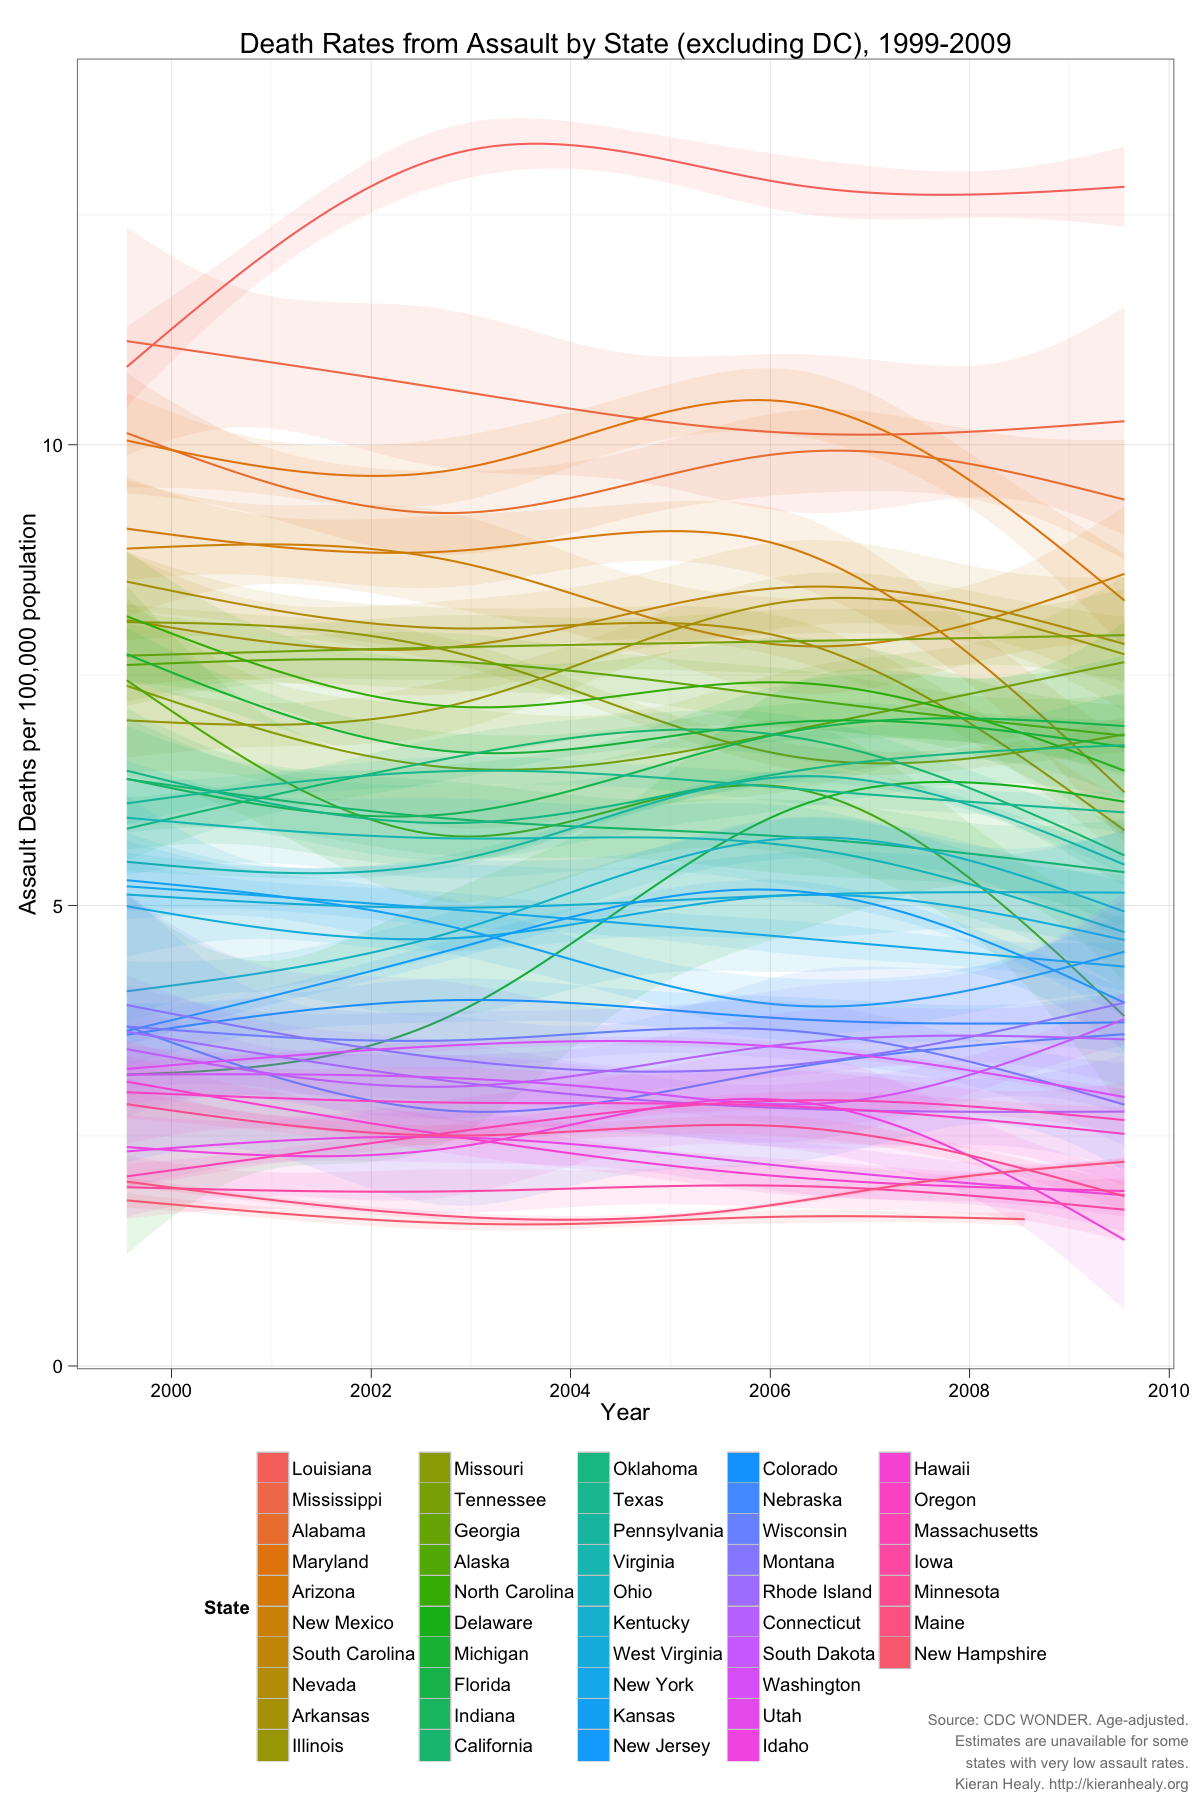 Death Rates from Assault by State (excluding DC), 1999-2009
Assault Deaths per 100,000 population
10
5
0
2000
2002
2004
2006
2008
2010
Year
State
Louisiana
Mississippi
Alabama
Maryland
Arizona
New Mexico
South Carolina
Nevada
Arkansas
Illinois
Missouri
Tennessee
Georgia
Alaska
North Carolina
Delaware
Michigan
Florida
Indiana
California
Oklahoma
Texas
Pennsylvania
Virginia
Ohio
Kentucky
West Virginia
New York
Kansas
New Jersey
Colorado
Nebraska
Wisconsin
Montana
Rhode Island
Connecticut
South Dakota
Washington
Utah
Idaho
Hawaii
Oregon
Massachusetts
Iowa
Minnesota
Maine
New Hampshire
Source: CDC WONDER. Age-adjusted.
Estimates are unavailable for some
states with very low assault rates.
Kieran Healy. http://kieranhealy.org